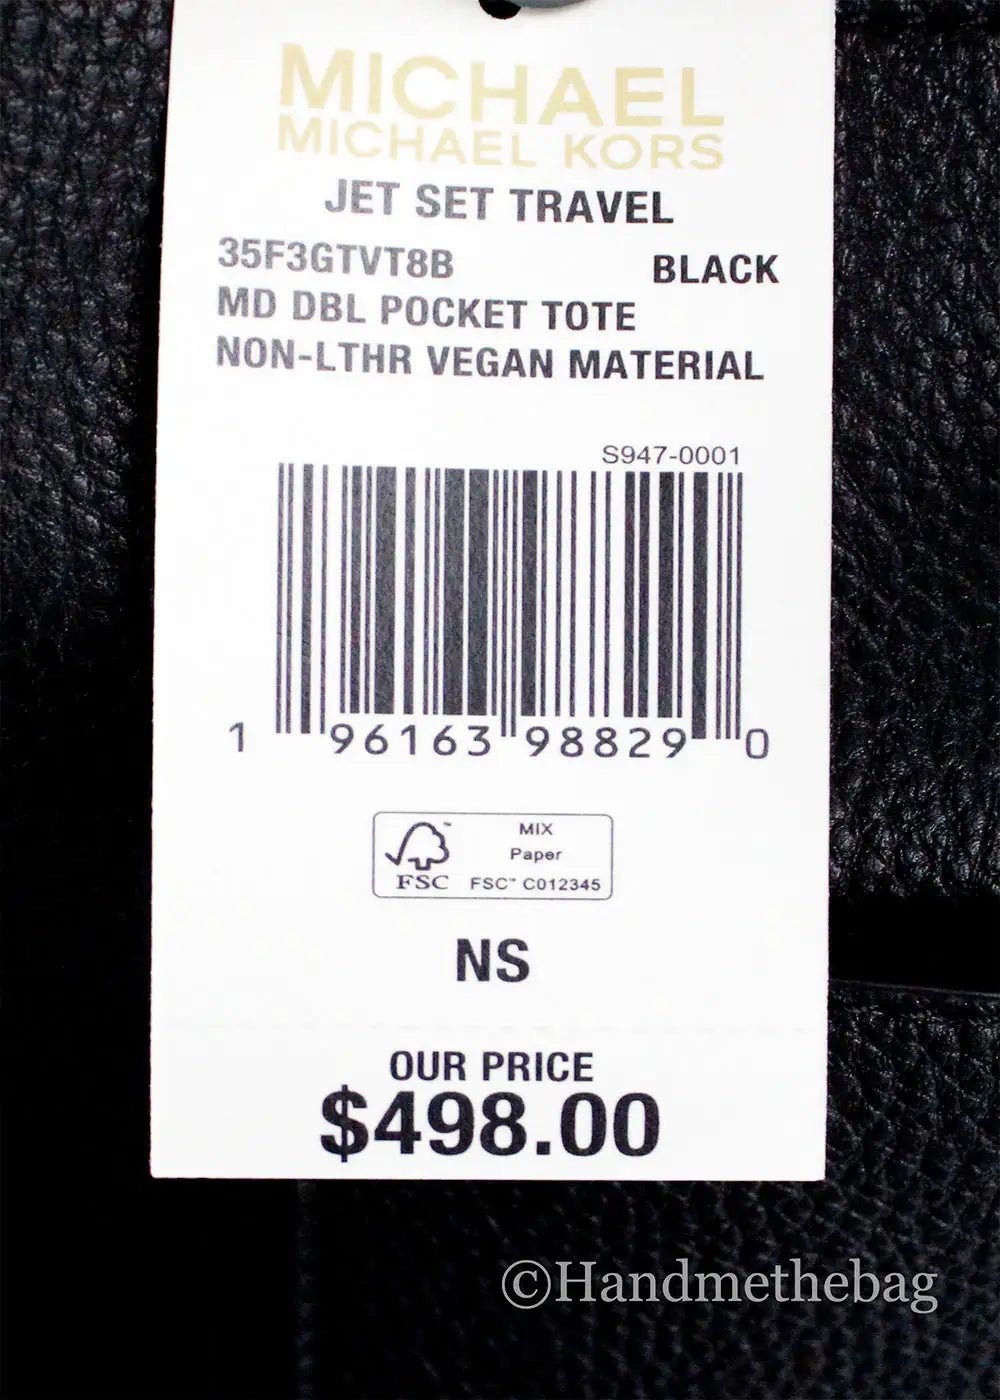 MICHAEL
MICHAEL KORS
JET SET TRAVEL
35F3GTVT8B BLACK
MD DBL POCKET TOTE
NON-LTHR VEGAN MATERIAL
S947-0001
1 96163 98829 0
MIX
Paper
FSC™ FSC™ C012345
NS
OUR PRICE
$498.00
©Handmethebag